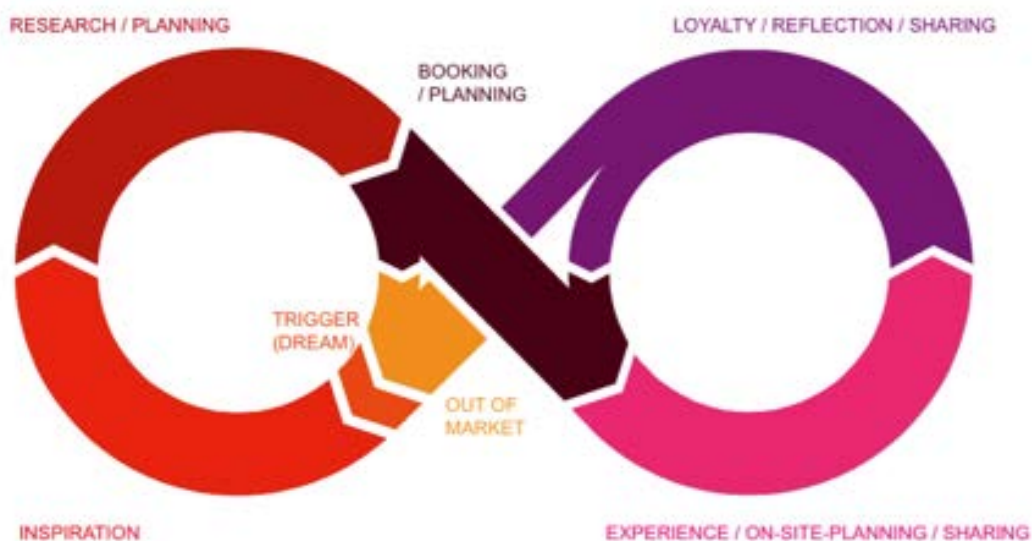 RESEARCH / PLANNING
LOYALTY / REFLECTION / SHARING
BOOKING
/ PLANNING
TRIGGER
(DREAM)
OUT OF
MARKET
INSPIRATION
EXPERIENCE / ON-SITE-PLANNING / SHARING